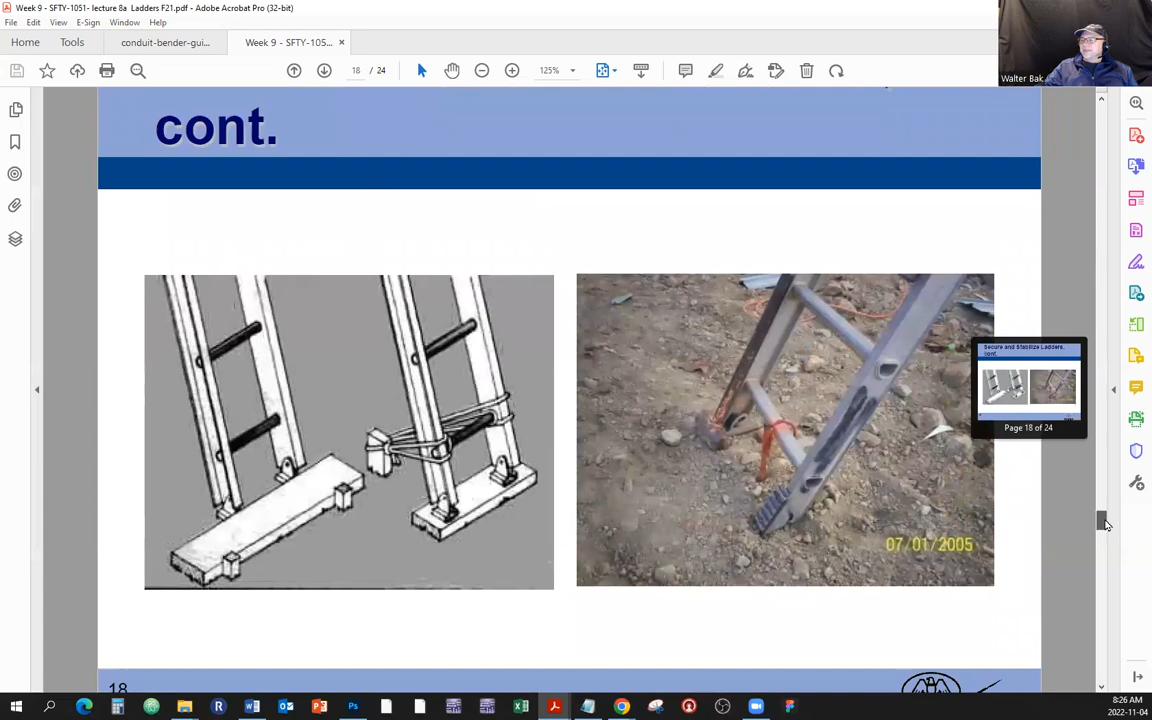 Week 9 - SFTY-1051- lecture 8a Ladders F21.pdf - Adobe Acrobat Pro (32-bit)
File Edit View E-Sign Window Help
Home Tools conduit-bender-gui... Week 9 - SFTY-105... ×
18 / 24 125%
Walter Bak
cont.
Secure and Stabilize Ladders,
cont.
Page 18 of 24
07/01/2005
18
8:26 AM
2022-11-04